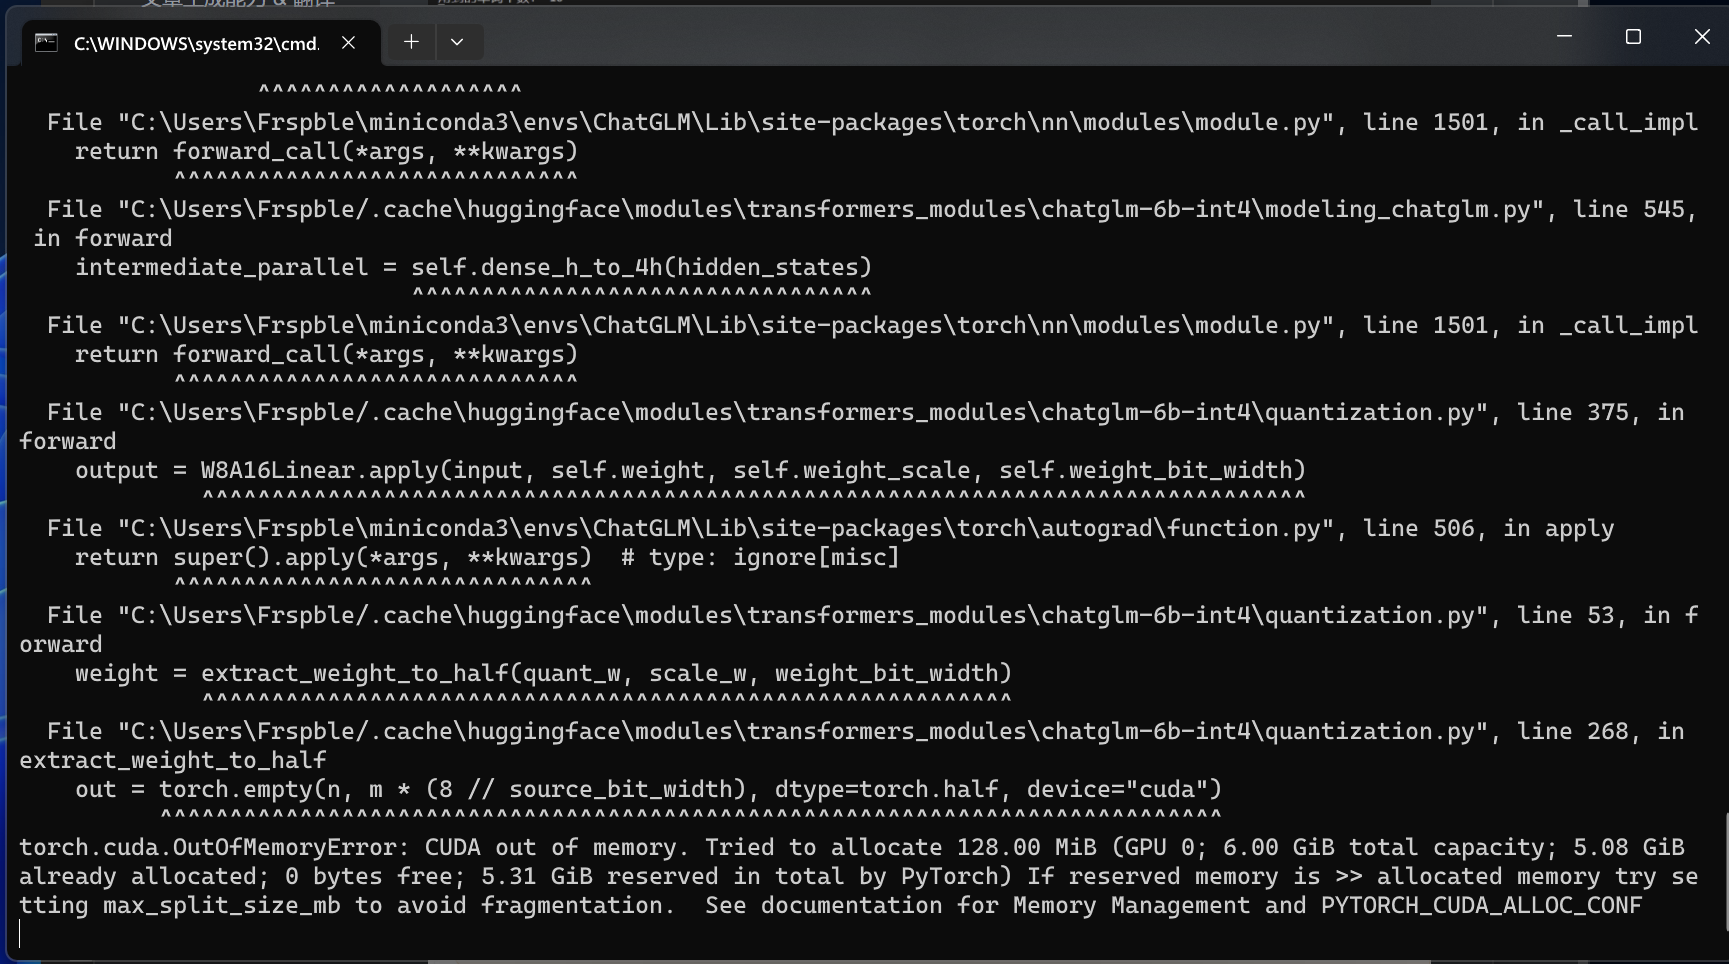 C:\WINDOWS\system32\cmd.
^^^^^^^^^^^^^^^^^^^
File "C:\Users\Frspble\miniconda3\envs\ChatGLM\Lib\site-packages\torch\nn\modules\module.py", line 1501, in _call_impl
return forward_call(*args, **kwargs)
^^^^^^^^^^^^^^^^^^^^^^^^^^^^^
File "C:\Users\Frspble/.cache\huggingface\modules\transformers_modules\chatglm-6b-int4\modeling_chatglm.py", line 545,
in forward
intermediate_parallel = self.dense_h_to_4h(hidden_states)
^^^^^^^^^^^^^^^^^^^^^^^^^^^^^^^^^
File "C:\Users\Frspble\miniconda3\envs\ChatGLM\Lib\site-packages\torch\nn\modules\module.py", line 1501, in _call_impl
return forward_call(*args, **kwargs)
^^^^^^^^^^^^^^^^^^^^^^^^^^^^^
File "C:\Users\Frspble/.cache\huggingface\modules\transformers_modules\chatglm-6b-int4\quantization.py", line 375, in
forward
output = W8A16Linear.apply(input, self.weight, self.weight_scale, self.weight_bit_width)
^^^^^^^^^^^^^^^^^^^^^^^^^^^^^^^^^^^^^^^^^^^^^^^^^^^^^^^^^^^^^^^^^^^^^^^^^^^^^^^
File "C:\Users\Frspble\miniconda3\envs\ChatGLM\Lib\site-packages\torch\autograd\function.py", line 506, in apply
return super().apply(*args, **kwargs)  # type: ignore[misc]
^^^^^^^^^^^^^^^^^^^^^^^^^^^^^^
File "C:\Users\Frspble/.cache\huggingface\modules\transformers_modules\chatglm-6b-int4\quantization.py", line 53, in f
orward
weight = extract_weight_to_half(quant_w, scale_w, weight_bit_width)
^^^^^^^^^^^^^^^^^^^^^^^^^^^^^^^^^^^^^^^^^^^^^^^^^^^^^^^^^^
File "C:\Users\Frspble/.cache\huggingface\modules\transformers_modules\chatglm-6b-int4\quantization.py", line 268, in
extract_weight_to_half
out = torch.empty(n, m * (8 // source_bit_width), dtype=torch.half, device="cuda")
^^^^^^^^^^^^^^^^^^^^^^^^^^^^^^^^^^^^^^^^^^^^^^^^^^^^^^^^^^^^^^^^^^^^^^^^^^^^
torch.cuda.OutOfMemoryError: CUDA out of memory. Tried to allocate 128.00 MiB (GPU 0; 6.00 GiB total capacity; 5.08 GiB
already allocated; 0 bytes free; 5.31 GiB reserved in total by PyTorch) If reserved memory is >> allocated memory try se
tting max_split_size_mb to avoid fragmentation.  See documentation for Memory Management and PYTORCH_CUDA_ALLOC_CONF